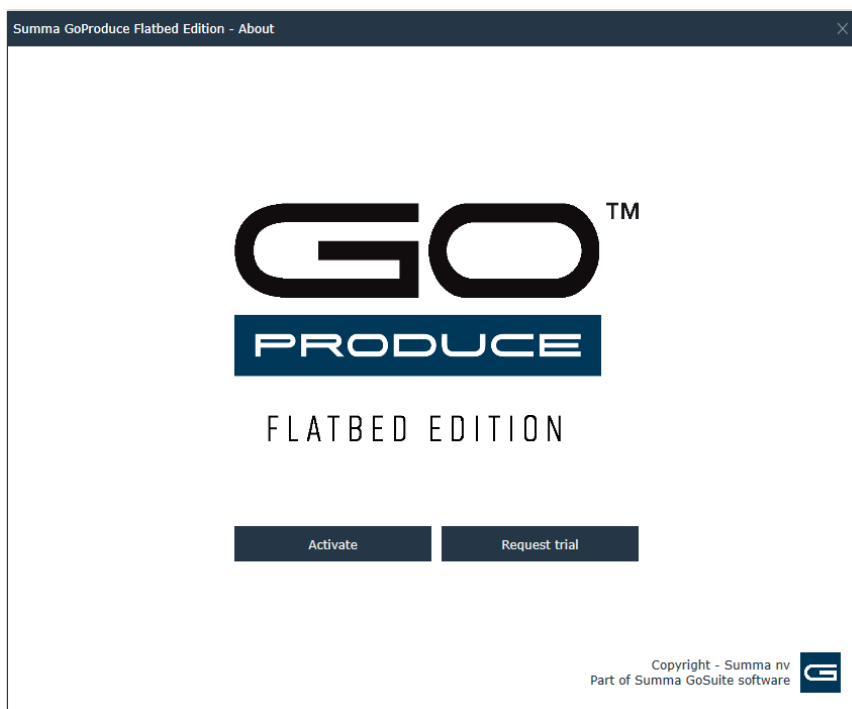 Summa GoProduce Flatbed Edition - About
GO™
PRODUCE
FLATBED EDITION
Activate
Request trial
Copyright - Summa nv
Part of Summa GoSuite software
G